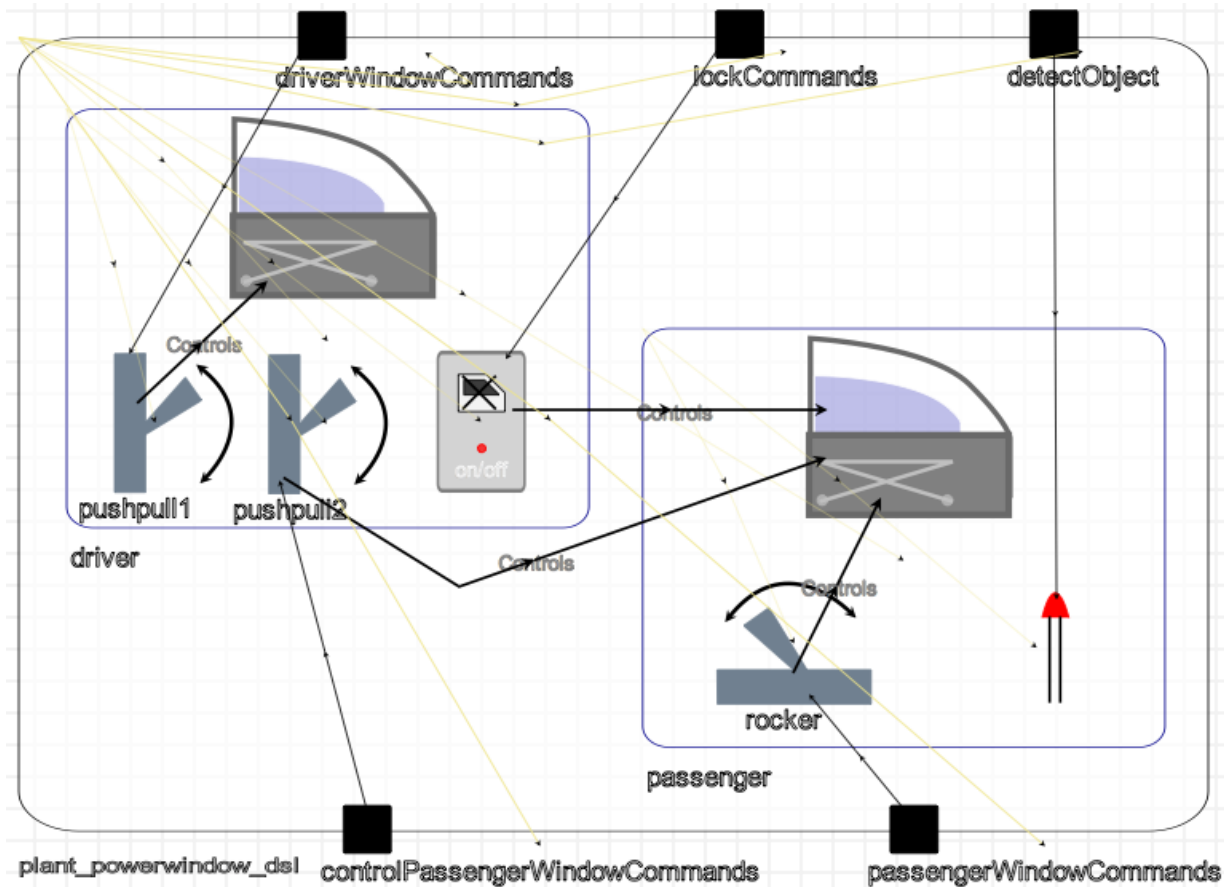 driverWindowCommands
lockCommands
detectObject
Controls
Controls
on/off
pushpull1
pushpull2
driver
Controls
Controls
rocker
passenger
plant_powerwindow_dsl
controlPassengerWindowCommands
passengerWindowCommands